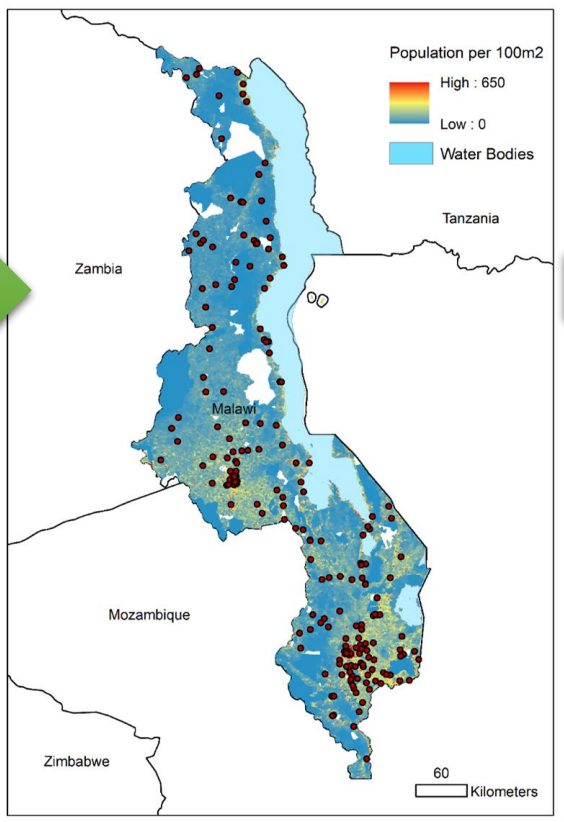 Population per 100m2
High : 650
Low : 0
Water Bodies
Tanzania
Zambia
Malawi
Mozambique
Zimbabwe
60
Kilometers